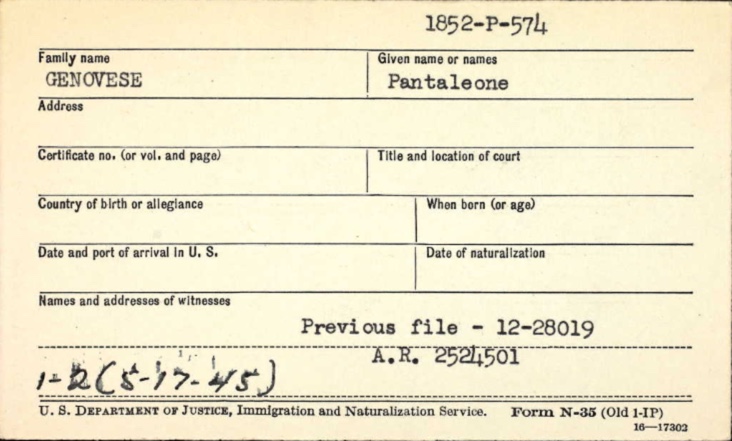 1852-P-574
Family name Given name or names
GENOVESE Pantaleone
Address
Certificate no. (or vol. and page) Title and location of court
Country of birth or allegiance When born (or age)
Date and port of arrival in U. S. Date of naturalization
Names and addresses of witnesses
Previous file - 12-28019
A.R. 2524501
(5-17-45)
U. S. DEPARTMENT OF JUSTICE, Immigration and Naturalization Service. Form N-35 (Old 1-IP)
16—17302